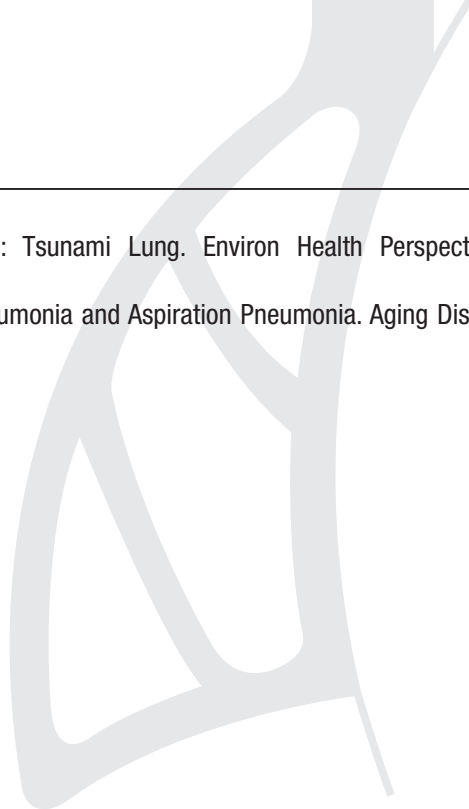 : Tsunami Lung. Environ Health Perspect
umonia and Aspiration Pneumonia. Aging Dis